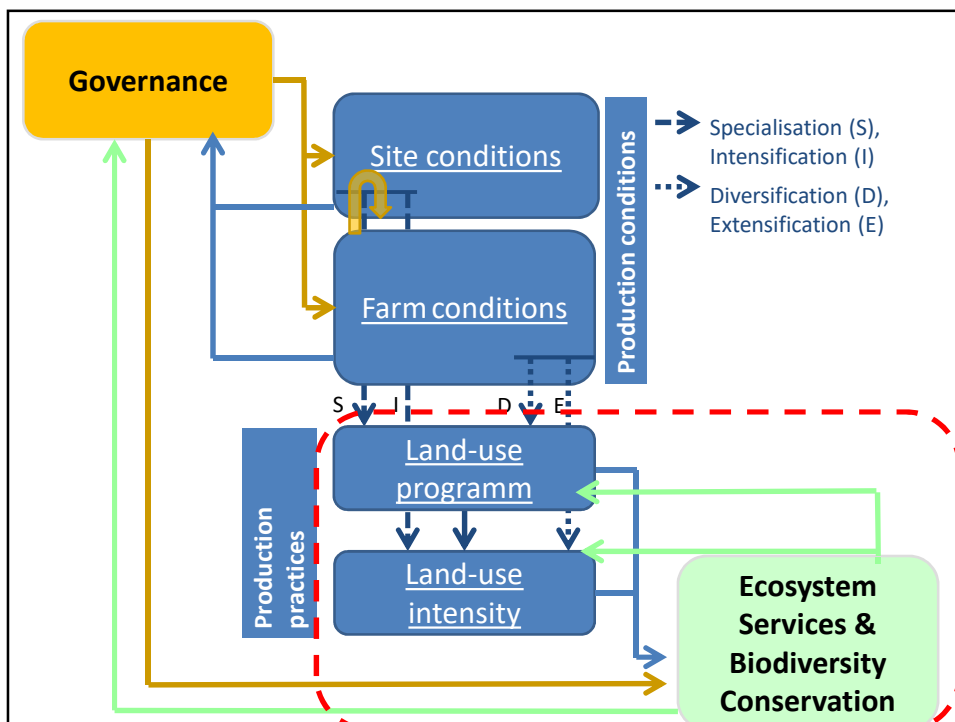 Governance
Site conditions
Farm conditions
Production conditions
Specialisation (S),
Intensification (I)
Diversification (D),
Extensification (E)
S
I
D
E
Production
practices
Land-use
programm
Land-use
intensity
Ecosystem
Services &
Biodiversity
Conservation